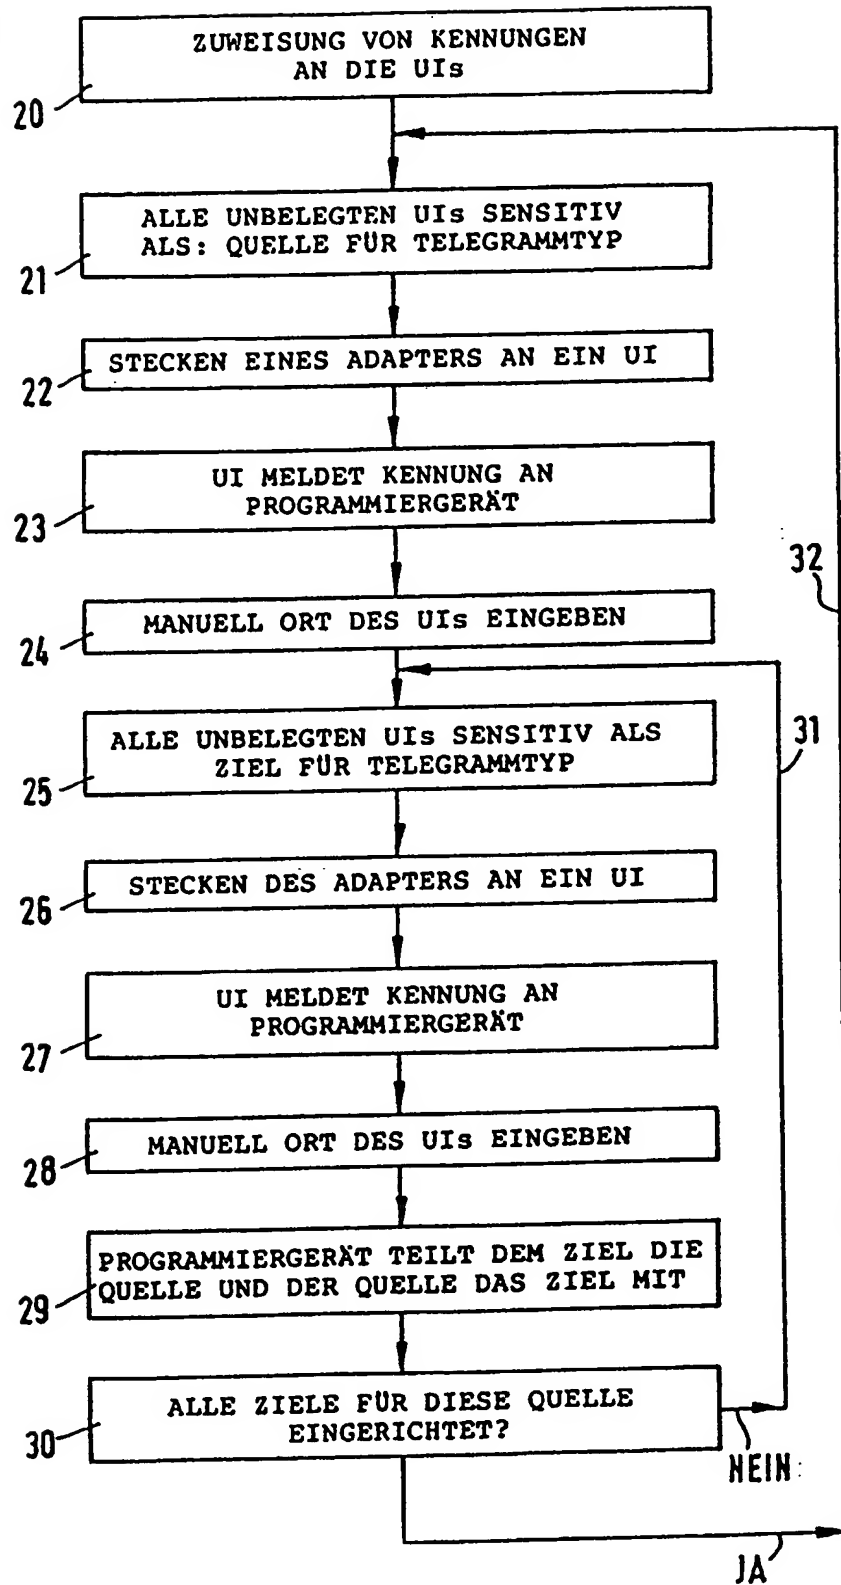 ZUWEISUNG VON KENNUNGEN
AN DIE UIs
20
ALLE UNBELEGTEN UIs SENSITIV
ALS: QUELLE FÜR TELEGRAMMTYP
21
STECKEN EINES ADAPTERS AN EIN UI
22
UI MELDET KENNUNG AN
PROGRAMMIERGERÄT
23
32
MANUELL ORT DES UIs EINGEBEN
24
31
ALLE UNBELEGTEN UIs SENSITIV ALS
ZIEL FÜR TELEGRAMMTYP
25
STECKEN DES ADAPTERS AN EIN UI
26
UI MELDET KENNUNG AN
PROGRAMMIERGERÄT
27
MANUELL ORT DES UIs EINGEBEN
28
PROGRAMMIERGERÄT TEILT DEM ZIEL DIE
QUELLE UND DER QUELLE DAS ZIEL MIT
29
ALLE ZIELE FÜR DIESE QUELLE
EINGERICHTET?
30
NEIN
JA